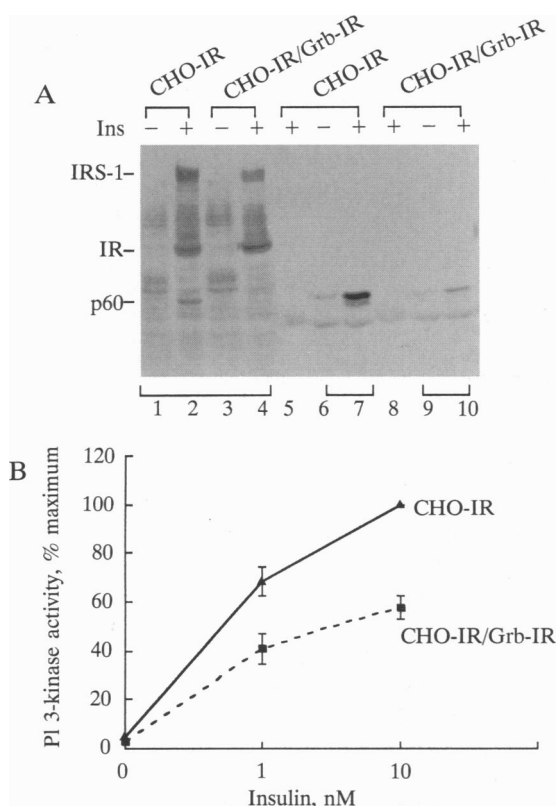 CHO-IR CHO-IR/Grb-IR CHO-IR CHO-IR/Grb-IR
A
Ins − + − + + − + + − +
IRS-1
IR
p60
1 2 3 4 5 6 7 8 9 10
B
120
100
80
60
40
20
0
PI 3-kinase activity, % maximum
CHO-IR
CHO-IR/Grb-IR
0 1 10
Insulin, nM